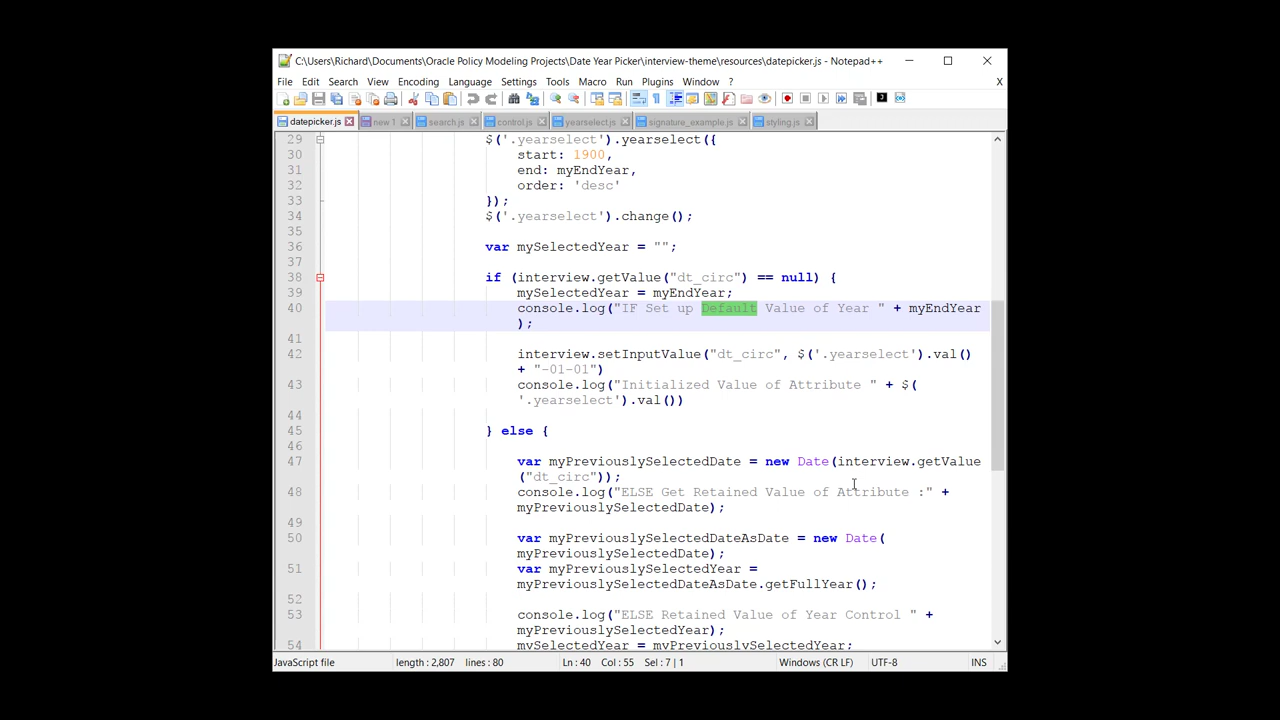 C:\Users\Richard\Documents\Oracle Policy Modeling Projects\Date Year Picker\interview-theme\resources\datepicker.js - Notepad++
File Edit Search View Encoding Language Settings Tools Macro Run Plugins Window ? X
datepicker.js new 1 search.js control.js yearselect.js signature_example.js styling.js
29 $('.yearselect').yearselect({
30 start: 1900,
31 end: myEndYear,
32 order: 'desc'
33 });
34 $('.yearselect').change();
35
36 var mySelectedYear = "";
37
38 if (interview.getValue("dt_circ") == null) {
39 mySelectedYear = myEndYear;
40 console.log("IF Set up Default Value of Year " + myEndYear
);
41
42 interview.setInputValue("dt_circ", $('.yearselect').val()
+ "-01-01")
43 console.log("Initialized Value of Attribute " + $(
'.yearselect').val())
44
45 } else {
46
47 var myPreviouslySelectedDate = new Date(interview.getValue
("dt_circ"));
48 console.log("ELSE Get Retained Value of Attribute :" +
myPreviouslySelectedDate);
49
50 var myPreviouslySelectedDateAsDate = new Date(
myPreviouslySelectedDate);
51 var myPreviouslySelectedYear =
myPreviouslySelectedDateAsDate.getFullYear();
52
53 console.log("ELSE Retained Value of Year Control " +
myPreviouslySelectedYear);
54 mySelectedYear = myPreviouslySelectedYear;
JavaScript file length : 2,807 lines : 80 Ln : 40 Col : 55 Sel : 7 | 1 Windows (CR LF) UTF-8 INS